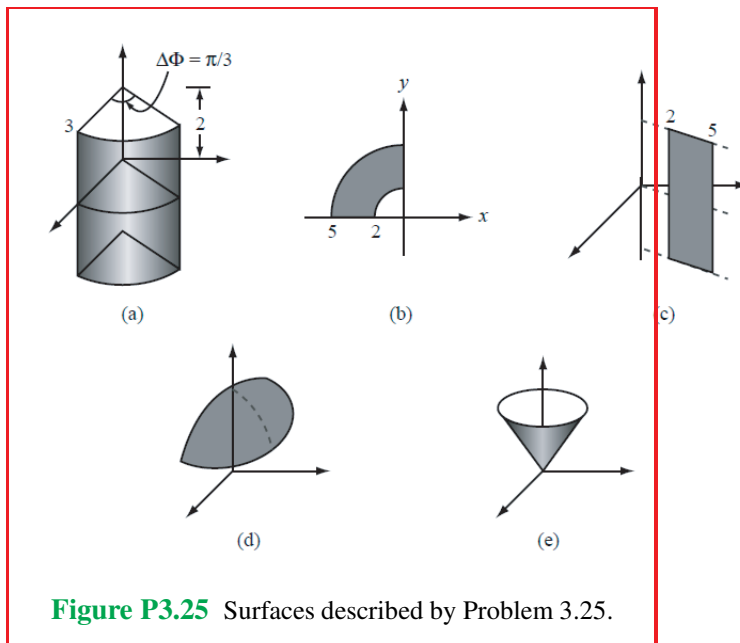 ΔΦ = π/3
3
2
(a)
y
x
5 2
(b)
2
5
(c)
(d)
(e)
Figure P3.25 Surfaces described by Problem 3.25.